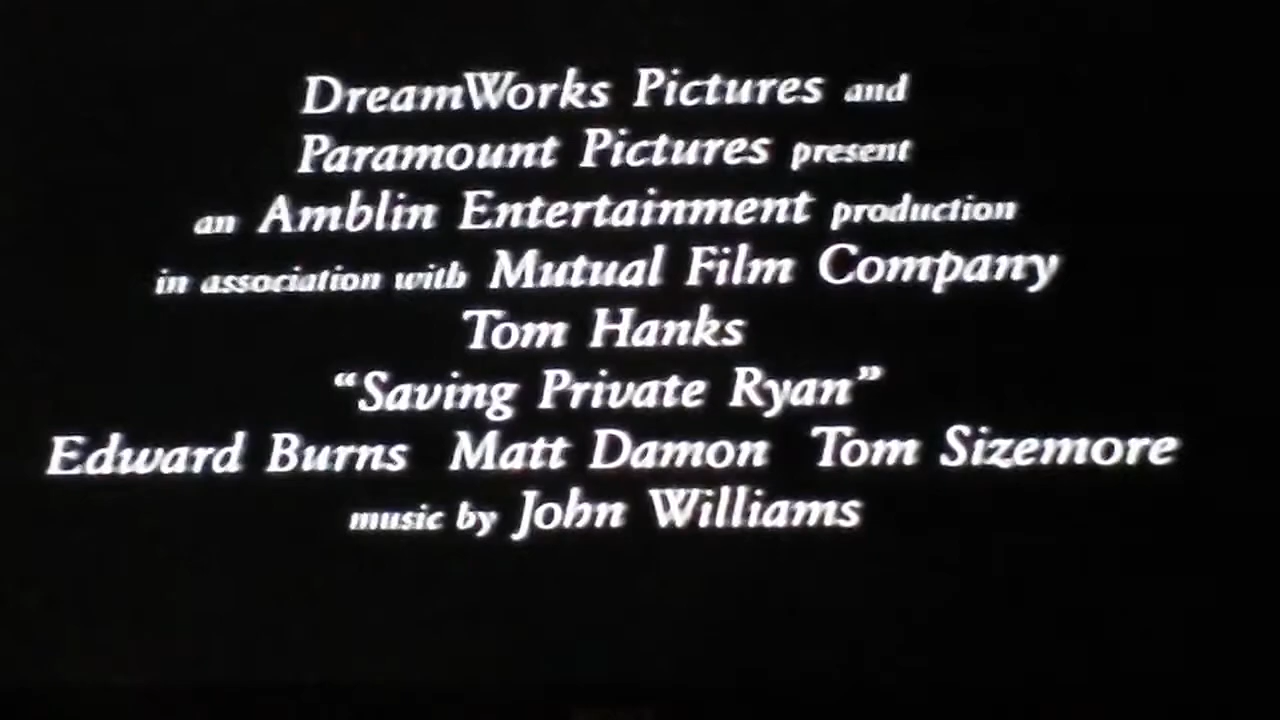 DreamWorks Pictures and
Paramount Pictures present
an Amblin Entertainment production
in association with Mutual Film Company
Tom Hanks
“Saving Private Ryan”
Edward Burns Matt Damon Tom Sizemore
music by John Williams